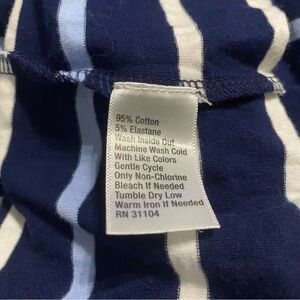 95% Cotton
5% Elastane
Wash Inside Out
Machine Wash Cold
With Like Colors
Gentle Cycle
Only Non-Chlorine
Bleach If Needed
Tumble Dry Low
Warm Iron If Needed
RN 31104